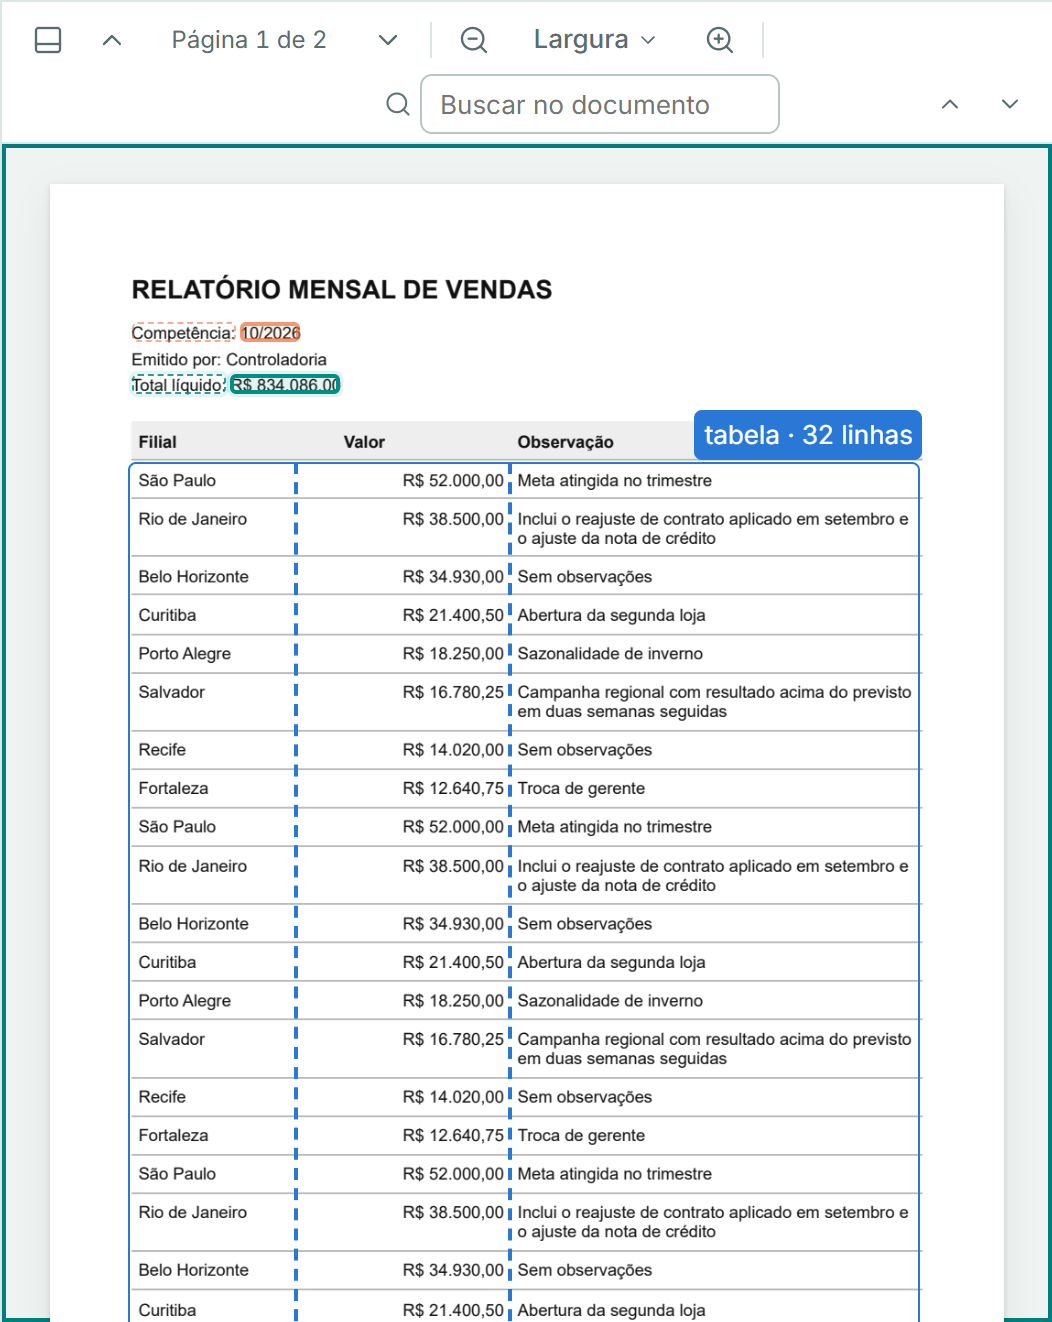 Página 1 de 2
Largura
Buscar no documento
RELATÓRIO MENSAL DE VENDAS
Competência: 10/2026
Emitido por: Controladoria
Total líquido: R$ 834.086,00
Filial Valor Observação tabela · 32 linhas
São Paulo R$ 52.000,00 Meta atingida no trimestre
Rio de Janeiro R$ 38.500,00 Inclui o reajuste de contrato aplicado em setembro e
o ajuste da nota de crédito
Belo Horizonte R$ 34.930,00 Sem observações
Curitiba R$ 21.400,50 Abertura da segunda loja
Porto Alegre R$ 18.250,00 Sazonalidade de inverno
Salvador R$ 16.780,25 Campanha regional com resultado acima do previsto
em duas semanas seguidas
Recife R$ 14.020,00 Sem observações
Fortaleza R$ 12.640,75 Troca de gerente
São Paulo R$ 52.000,00 Meta atingida no trimestre
Rio de Janeiro R$ 38.500,00 Inclui o reajuste de contrato aplicado em setembro e
o ajuste da nota de crédito
Belo Horizonte R$ 34.930,00 Sem observações
Curitiba R$ 21.400,50 Abertura da segunda loja
Porto Alegre R$ 18.250,00 Sazonalidade de inverno
Salvador R$ 16.780,25 Campanha regional com resultado acima do previsto
em duas semanas seguidas
Recife R$ 14.020,00 Sem observações
Fortaleza R$ 12.640,75 Troca de gerente
São Paulo R$ 52.000,00 Meta atingida no trimestre
Rio de Janeiro R$ 38.500,00 Inclui o reajuste de contrato aplicado em setembro e
o ajuste da nota de crédito
Belo Horizonte R$ 34.930,00 Sem observações
Curitiba R$ 21.400,50 Abertura da segunda loja